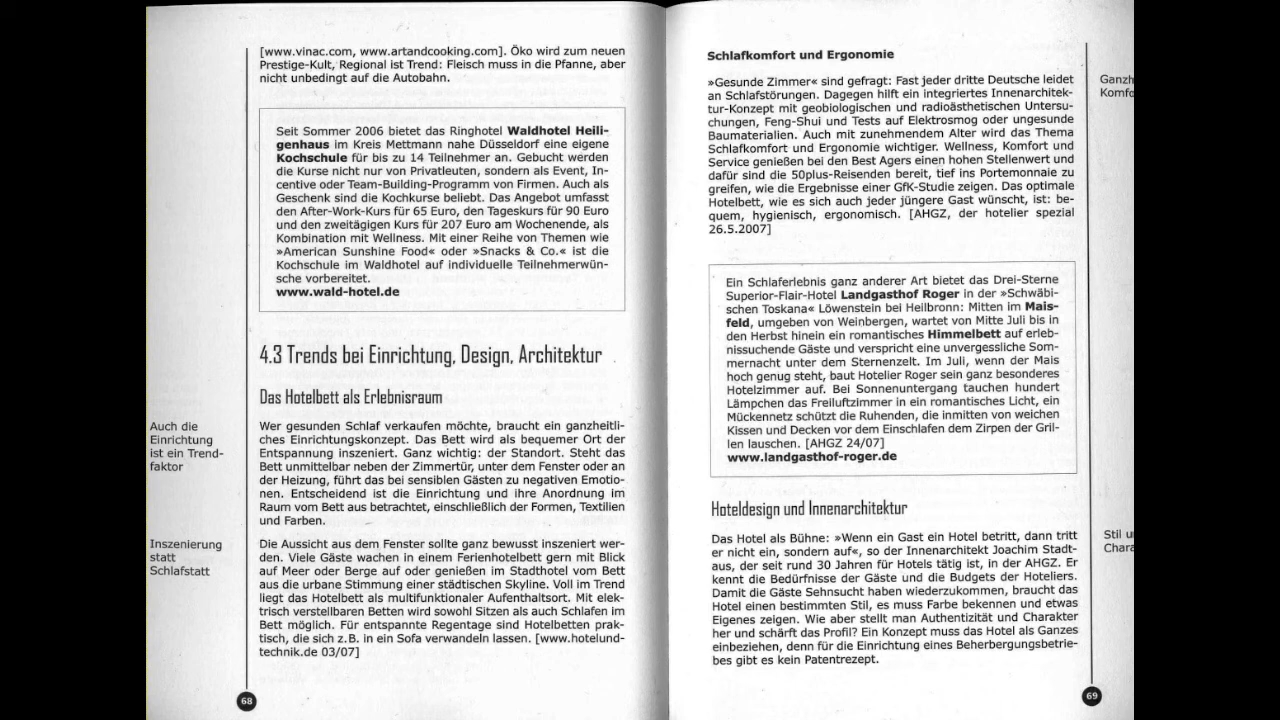 [www.vinac.com, www.artandcooking.com]. Öko wird zum neuen
Prestige-Kult, Regional ist Trend: Fleisch muss in die Pfanne, aber
nicht unbedingt auf die Autobahn.
Seit Sommer 2006 bietet das Ringhotel Waldhotel Heili-
genhaus im Kreis Mettmann nahe Düsseldorf eine eigene
Kochschule für bis zu 14 Teilnehmer an. Gebucht werden
die Kurse nicht nur von Privatleuten, sondern als Event, In-
centive oder Team-Building-Programm von Firmen. Auch als
Geschenk sind die Kochkurse beliebt. Das Angebot umfasst
den After-Work-Kurs für 65 Euro, den Tageskurs für 90 Euro
und den zweitägigen Kurs für 207 Euro am Wochenende, als
Kombination mit Wellness. Mit einer Reihe von Themen wie
»American Sunshine Food« oder »Snacks & Co.« ist die
Kochschule im Waldhotel auf individuelle Teilnehmerwün-
sche vorbereitet.
www.wald-hotel.de
4.3 Trends bei Einrichtung, Design, Architektur
Das Hotelbett als Erlebnisraum
Auch die
Einrichtung
ist ein Trend-
faktor
Wer gesunden Schlaf verkaufen möchte, braucht ein ganzheitli-
ches Einrichtungskonzept. Das Bett wird als bequemer Ort der
Entspannung inszeniert. Ganz wichtig: der Standort. Steht das
Bett unmittelbar neben der Zimmertür, unter dem Fenster oder an
der Heizung, führt das bei sensiblen Gästen zu negativen Emotio-
nen. Entscheidend ist die Einrichtung und ihre Anordnung im
Raum vom Bett aus betrachtet, einschließlich der Formen, Textilien
und Farben.
Inszenierung
statt
Schlafstatt
Die Aussicht aus dem Fenster sollte ganz bewusst inszeniert wer-
den. Viele Gäste wachen in einem Ferienhotelbett gern mit Blick
auf Meer oder Berge auf oder genießen im Stadthotel vom Bett
aus die urbane Stimmung einer städtischen Skyline. Voll im Trend
liegt das Hotelbett als multifunktionaler Aufenthaltsort. Mit elek-
trisch verstellbaren Betten wird sowohl Sitzen als auch Schlafen im
Bett möglich. Für entspannte Regentage sind Hotelbetten prak-
tisch, die sich z.B. in ein Sofa verwandeln lassen. [www.hotelund-
technik.de 03/07]
68
Schlafkomfort und Ergonomie
»Gesunde Zimmer« sind gefragt: Fast jeder dritte Deutsche leidet
an Schlafstörungen. Dagegen hilft ein integriertes Innenarchitek-
tur-Konzept mit geobiologischen und radioästhetischen Untersu-
chungen, Feng-Shui und Tests auf Elektrosmog oder ungesunde
Baumaterialien. Auch mit zunehmendem Alter wird das Thema
Schlafkomfort und Ergonomie wichtiger. Wellness, Komfort und
Service genießen bei den Best Agers einen hohen Stellenwert und
dafür sind die 50plus-Reisenden bereit, tief ins Portemonnaie zu
greifen, wie die Ergebnisse einer GfK-Studie zeigen. Das optimale
Hotelbett, wie es sich auch jeder jüngere Gast wünscht, ist: be-
quem, hygienisch, ergonomisch. [AHGZ, der hotelier spezial
26.5.2007]
Ein Schlaferlebnis ganz anderer Art bietet das Drei-Sterne
Superior-Flair-Hotel Landgasthof Roger in der »Schwäbi-
schen Toskana« Löwenstein bei Heilbronn: Mitten im Mais-
feld, umgeben von Weinbergen, wartet von Mitte Juli bis in
den Herbst hinein ein romantisches Himmelbett auf erleb-
nissuchende Gäste und verspricht eine unvergessliche Som-
mernacht unter dem Sternenzelt. Im Juli, wenn der Mais
hoch genug steht, baut Hotelier Roger sein ganz besonderes
Hotelzimmer auf. Bei Sonnenuntergang tauchen hundert
Lämpchen das Freiluftzimmer in ein romantisches Licht, ein
Mückennetz schützt die Ruhenden, die inmitten von weichen
Kissen und Decken vor dem Einschlafen dem Zirpen der Gril-
len lauschen. [AHGZ 24/07]
www.landgasthof-roger.de
Hoteldesign und Innenarchitektur
Das Hotel als Bühne: »Wenn ein Gast ein Hotel betritt, dann tritt
er nicht ein, sondern auf«, so der Innenarchitekt Joachim Stadt-
aus, der seit rund 30 Jahren für Hotels tätig ist, in der AHGZ. Er
kennt die Bedürfnisse der Gäste und die Budgets der Hoteliers.
Damit die Gäste Sehnsucht haben wiederzukommen, braucht das
Hotel einen bestimmten Stil, es muss Farbe bekennen und etwas
Eigenes zeigen. Wie aber stellt man Authentizität und Charakter
her und schärft das Profil? Ein Konzept muss das Hotel als Ganzes
einbeziehen, denn für die Einrichtung eines Beherbergungsbetrie-
bes gibt es kein Patentrezept.
Stil
69